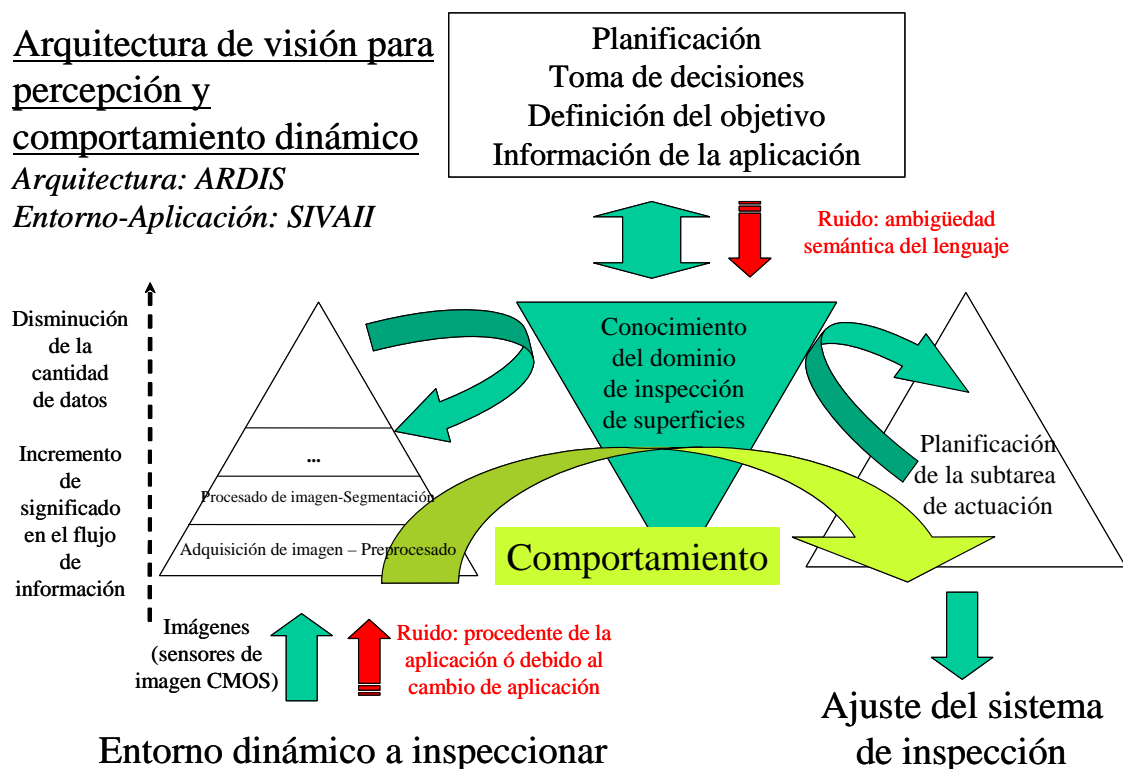 Arquitectura de visión para
percepción y
comportamiento dinámico
Arquitectura: ARDIS
Entorno-Aplicación: SIVAII
Planificación
Toma de decisiones
Definición del objetivo
Información de la aplicación
Ruido: ambigüedad
semántica del lenguaje
Disminución
de la
cantidad
de datos
Incremento
de
significado
en el flujo
de
información
...
Procesado de imagen-Segmentación
Adquisición de imagen – Preprocesado
Conocimiento
del dominio
de inspección
de superficies
Planificación
de la subtarea
de actuación
Comportamiento
Imágenes
(sensores de
imagen CMOS)
Ruido: procedente de la
aplicación ó debido al
cambio de aplicación
Entorno dinámico a inspeccionar
Ajuste del sistema
de inspección